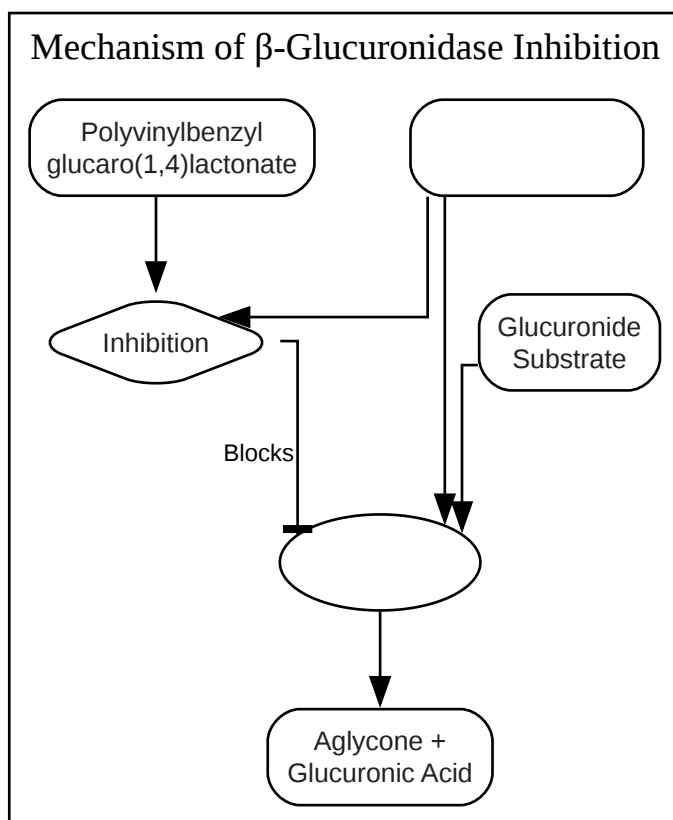 Mechanism of β-Glucuronidase Inhibition
Polyvinylbenzyl
glucaro(1,4)lactonate
Inhibition
Glucuronide
Substrate
Blocks
Aglycone +
Glucuronic Acid